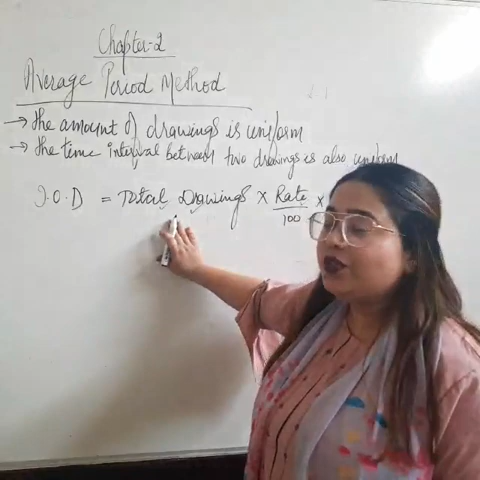 Chapter-2
Average Period Method
→ the amount of drawings is uniform
→ the time interval between two drawings is also uniform
I.O.D = Total Drawings × Rate/100 ×